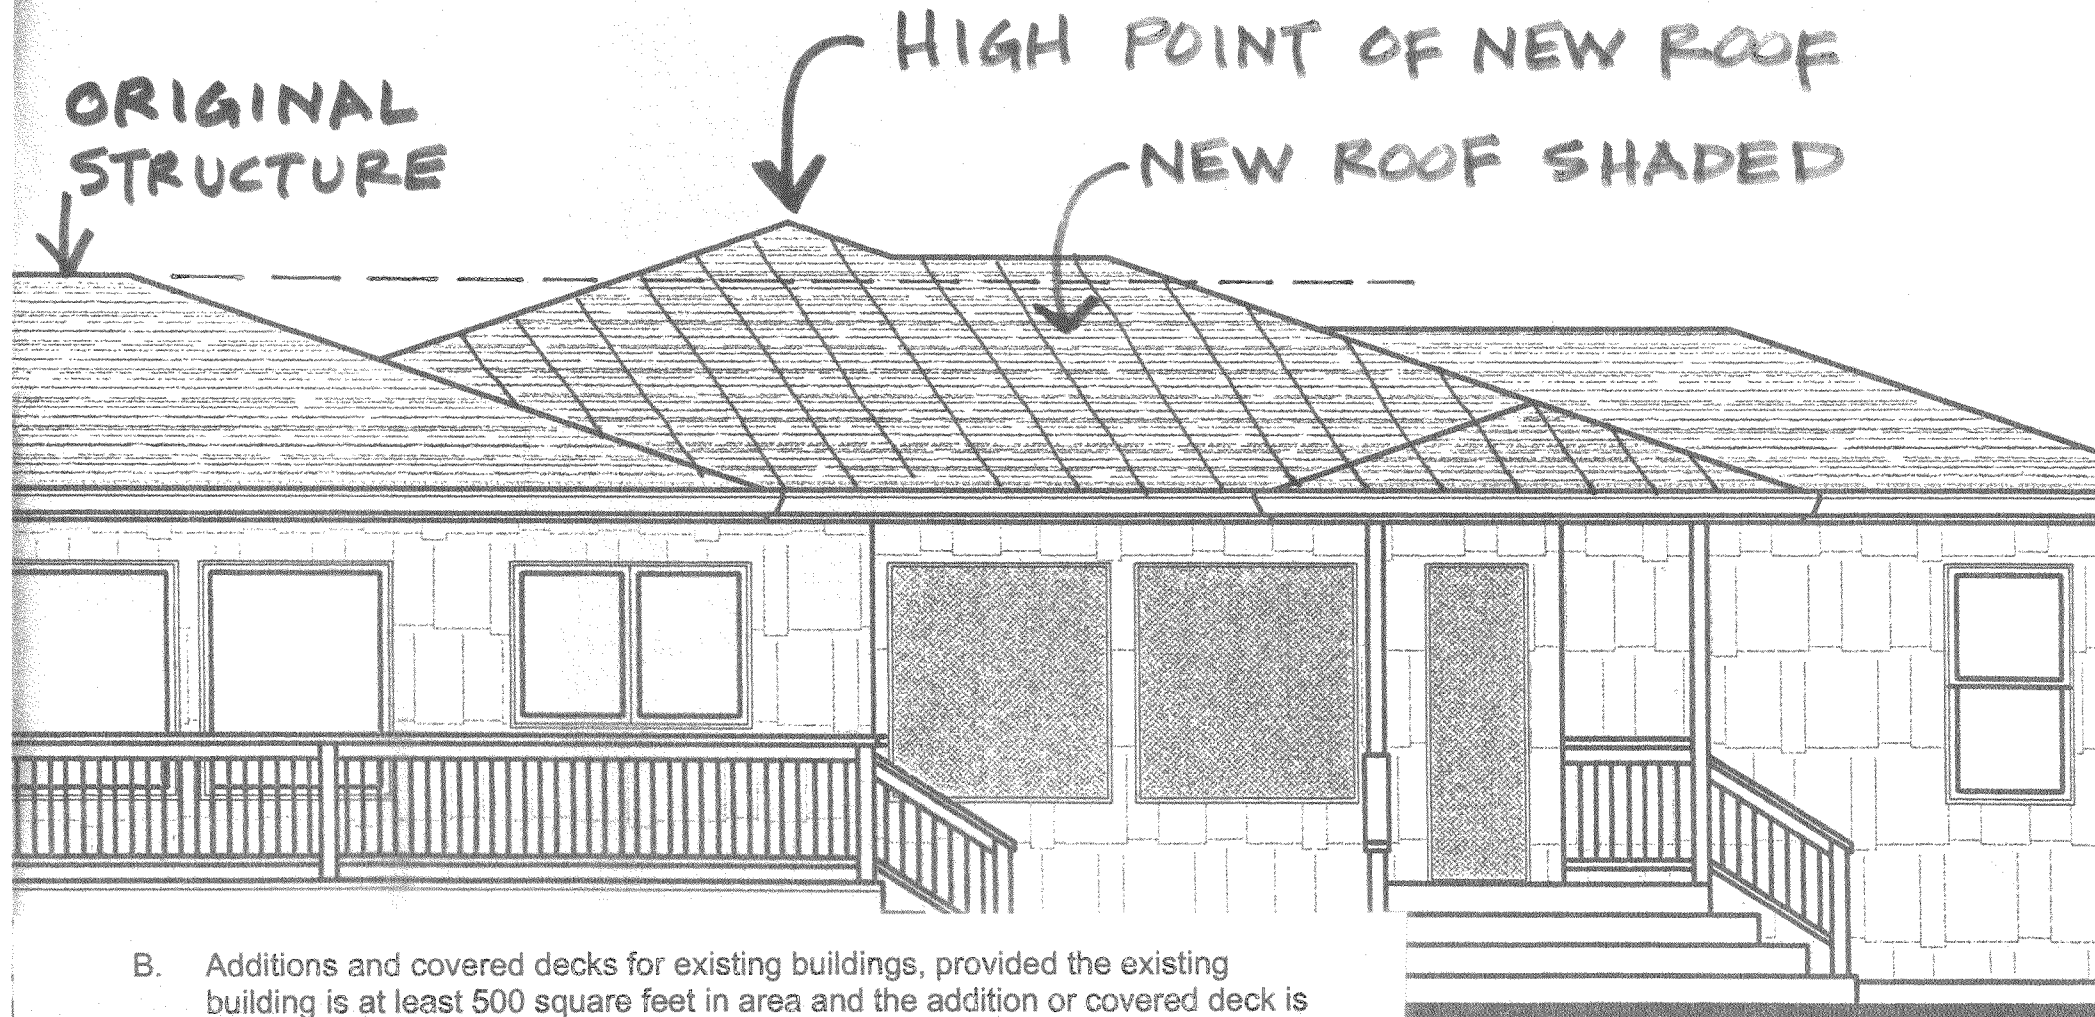 HIGH POINT OF NEW ROOF
ORIGINAL
STRUCTURE
NEW ROOF SHADED
B. Additions and covered decks for existing buildings, provided the existing
building is at least 500 square feet in area and the addition or covered deck is